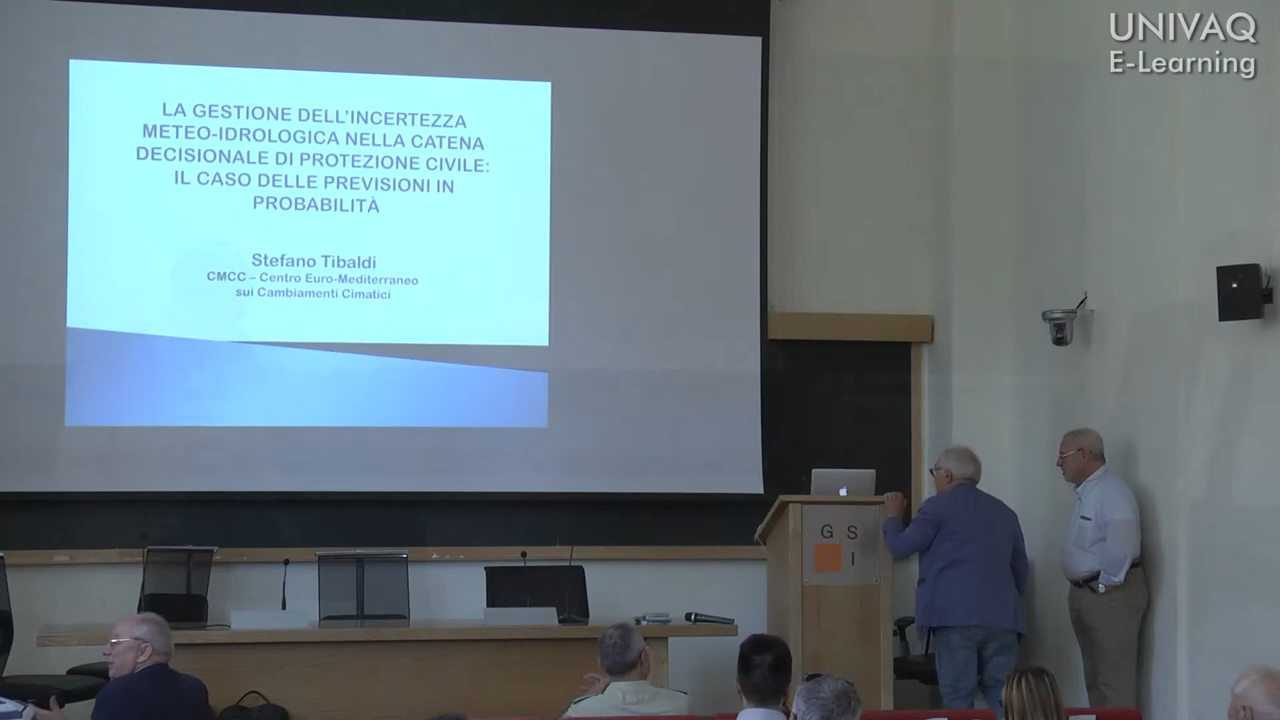 UNIVAQ
E-Learning
LA GESTIONE DELL'INCERTEZZA
METEO-IDROLOGICA NELLA CATENA
DECISIONALE DI PROTEZIONE CIVILE:
IL CASO DELLE PREVISIONI IN
PROBABILITÀ
Stefano Tibaldi
CMCC – Centro Euro-Mediterraneo
sui Cambiamenti Cimatici
G S
I